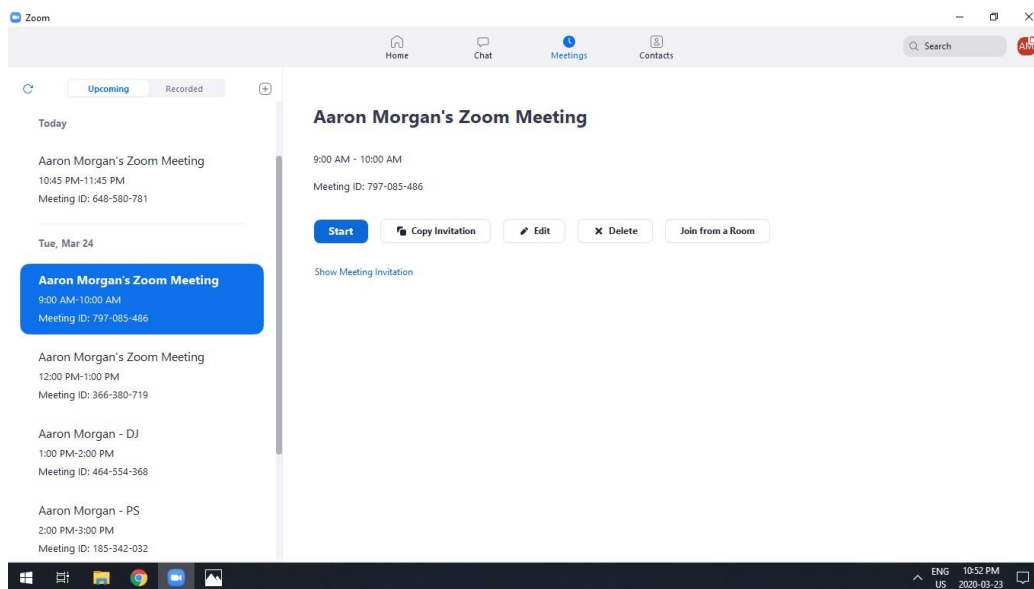 Zoom
Home
Chat
Meetings
Contacts
Search
AM
Upcoming
Recorded
Today
Aaron Morgan's Zoom Meeting
10:45 PM-11:45 PM
Meeting ID: 648-580-781
Tue, Mar 24
Aaron Morgan's Zoom Meeting
9:00 AM-10:00 AM
Meeting ID: 797-085-486
Aaron Morgan's Zoom Meeting
12:00 PM-1:00 PM
Meeting ID: 366-380-719
Aaron Morgan - DJ
1:00 PM-2:00 PM
Meeting ID: 464-554-368
Aaron Morgan - PS
2:00 PM-3:00 PM
Meeting ID: 185-342-032
Aaron Morgan's Zoom Meeting
9:00 AM - 10:00 AM
Meeting ID: 797-085-486
Start
Copy Invitation
Edit
Delete
Join from a Room
Show Meeting Invitation
ENG
US
10:52 PM
2020-03-23